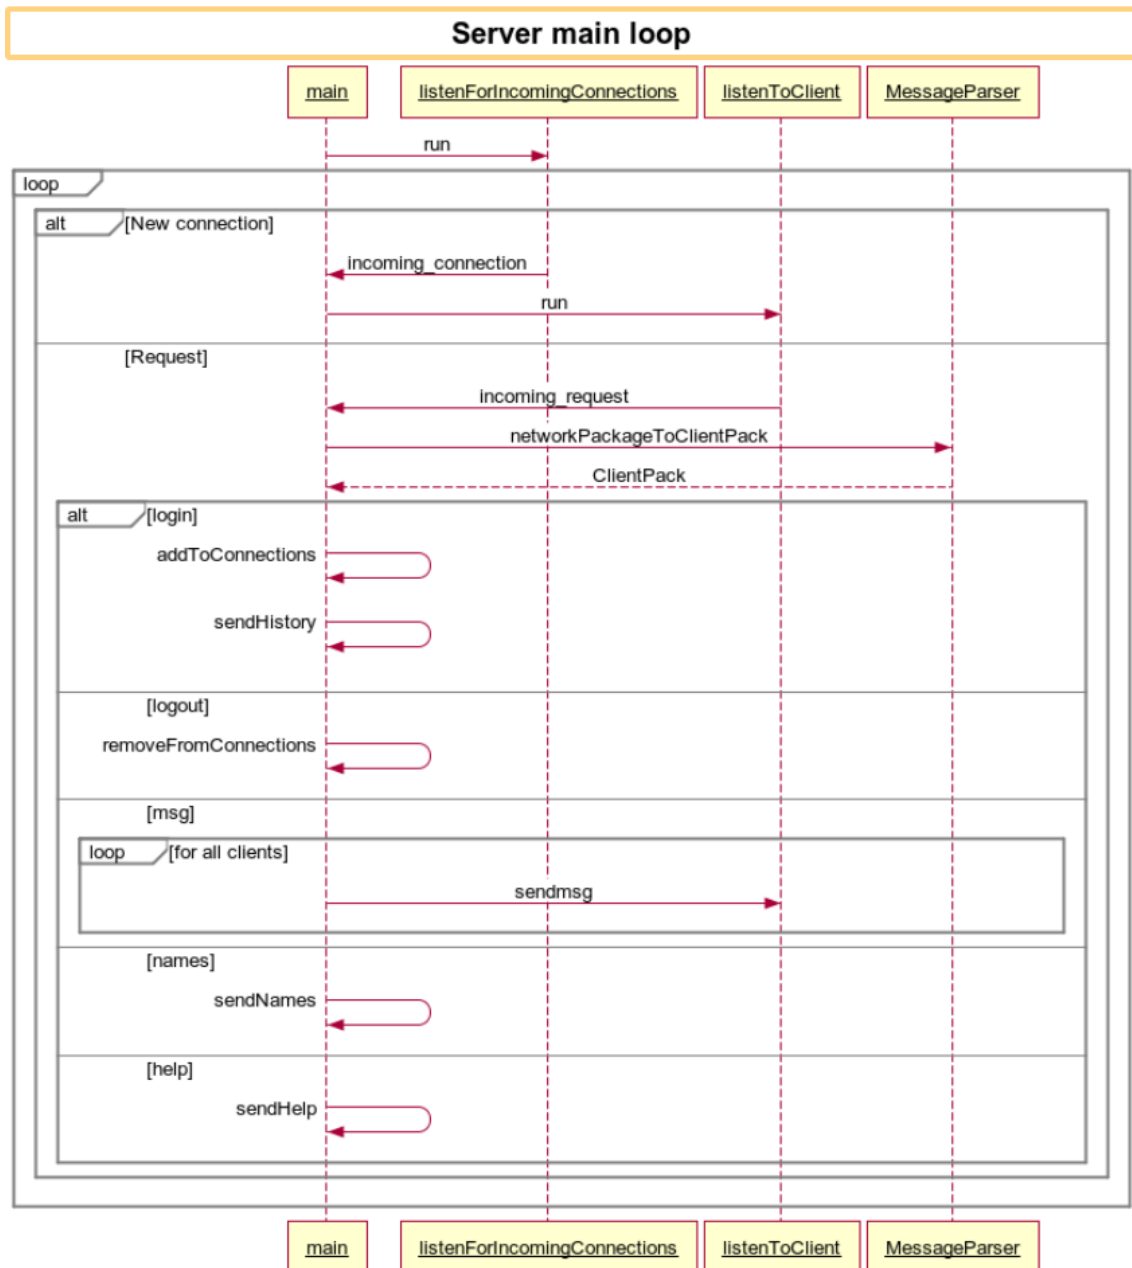 Server main loop
main
listenForIncomingConnections
listenToClient
MessageParser
run
loop
alt
[New connection]
incoming_connection
run
[Request]
incoming_request
networkPackageToClientPack
ClientPack
alt
[login]
addToConnections
sendHistory
[logout]
removeFromConnections
[msg]
loop
[for all clients]
sendmsg
[names]
sendNames
[help]
sendHelp
main
listenForIncomingConnections
listenToClient
MessageParser